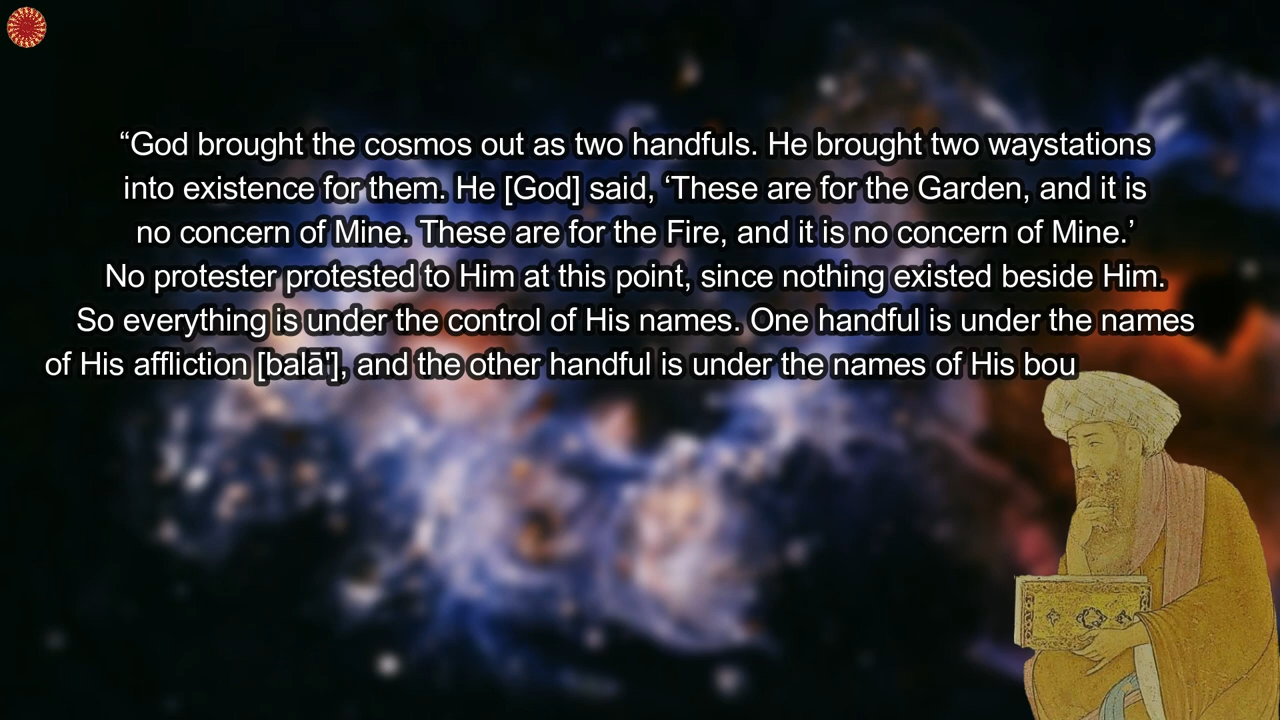 “God brought the cosmos out as two handfuls. He brought two waystations
into existence for them. He [God] said, ‘These are for the Garden, and it is
no concern of Mine. These are for the Fire, and it is no concern of Mine.’
No protester protested to Him at this point, since nothing existed beside Him.
So everything is under the control of His names. One handful is under the names
of His affliction [balā'], and the other handful is under the names of His bou